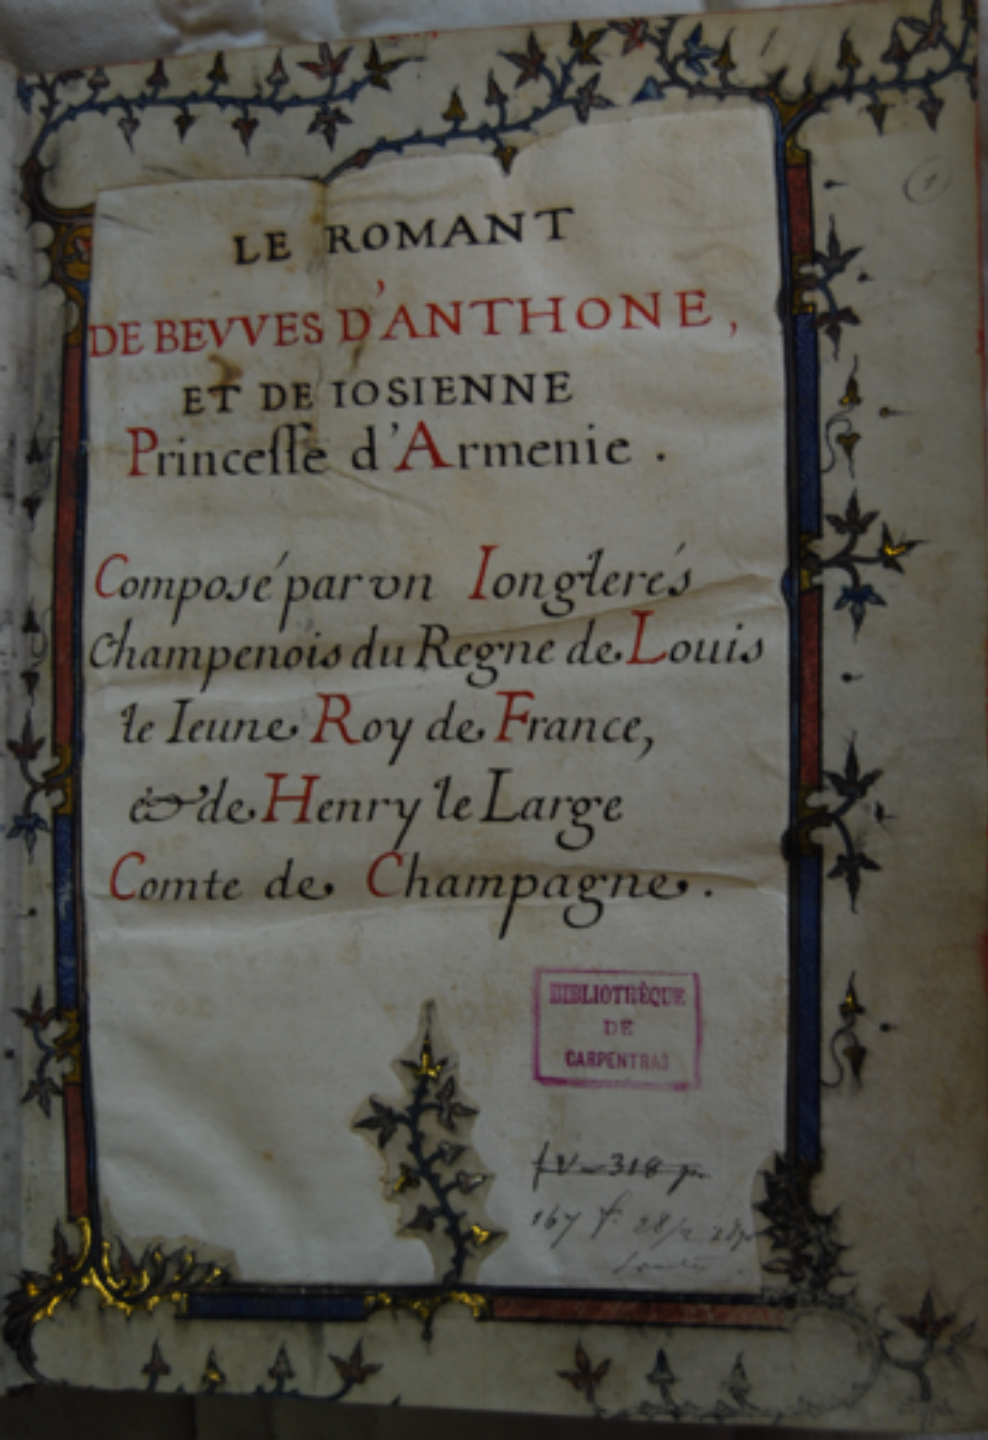 LE ROMANT
DE BEVVES D'ANTHONE,
ET DE IOSIENNE
Princesse d'Armenie.
Composé par vn Iongleres
Champenois du Regne de Louis
le Ieune Roy de France,
& de Henry le Large
Comte de Champagne.
BIBLIOTHÈQUE
DE
CARPENTRAS
167 f.